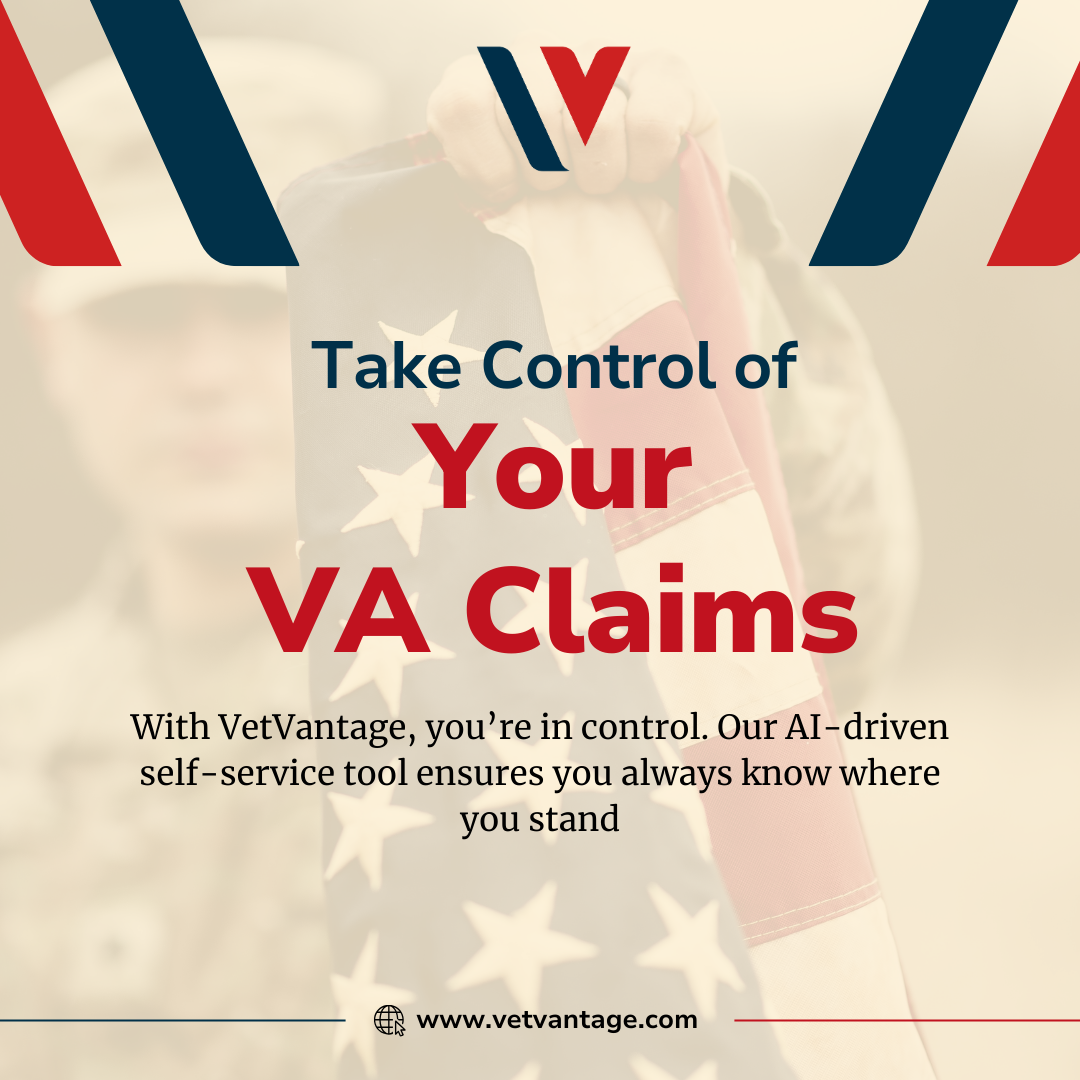 Take Control of
Your
VA Claims
With VetVantage, you’re in control. Our AI-driven
self-service tool ensures you always know where
you stand
www.vetvantage.com